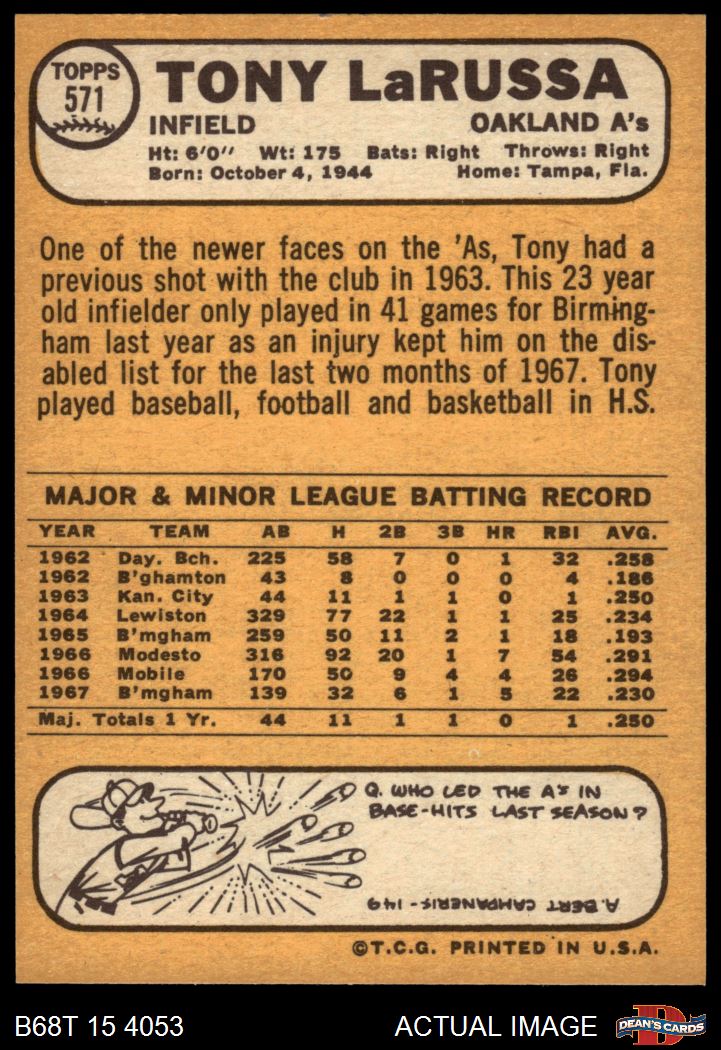 TOPPS
571
TONY LaRUSSA
INFIELD OAKLAND A's
Ht: 6'0'' Wt: 175 Bats: Right Throws: Right
Born: October 4, 1944 Home: Tampa, Fla.
One of the newer faces on the 'As, Tony had a
previous shot with the club in 1963. This 23 year
old infielder only played in 41 games for Birming-
ham last year as an injury kept him on the dis-
abled list for the last two months of 1967. Tony
played baseball, football and basketball in H.S.
MAJOR & MINOR LEAGUE BATTING RECORD
YEAR TEAM AB H 2B 3B HR RBI AVG.
1962 Day. Bch. 225 58 7 0 1 32 .258
1962 B'ghamton 43 8 0 0 0 4 .186
1963 Kan. City 44 11 1 1 0 1 .250
1964 Lewiston 329 77 22 1 1 25 .234
1965 B'mgham 259 50 11 2 1 18 .193
1966 Modesto 316 92 20 1 7 54 .291
1966 Mobile 170 50 9 4 4 26 .294
1967 B'mgham 139 32 6 1 5 22 .230
Maj. Totals 1 Yr. 44 11 1 1 0 1 .250
Q. WHO LED THE A'S IN
BASE-HITS LAST SEASON?
A. BERT CAMPANERIS - 149
©T.C.G. PRINTED IN U.S.A.
B68T 15 4053 ACTUAL IMAGE
D
DEAN'S CARDS